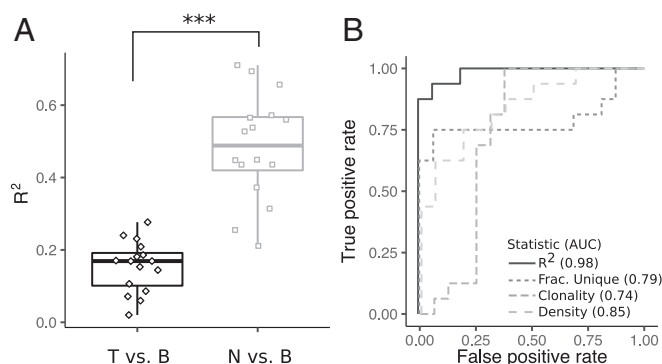 A
***
R²
0.6
0.4
0.2
0.0
T vs. B
N vs. B
B
True positive rate
1.00
0.75
0.50
0.25
0.00
Statistic (AUC)
R² (0.98)
Frac. Unique (0.79)
Clonality (0.74)
Density (0.85)
0.00
0.25
0.50
0.75
1.00
False positive rate